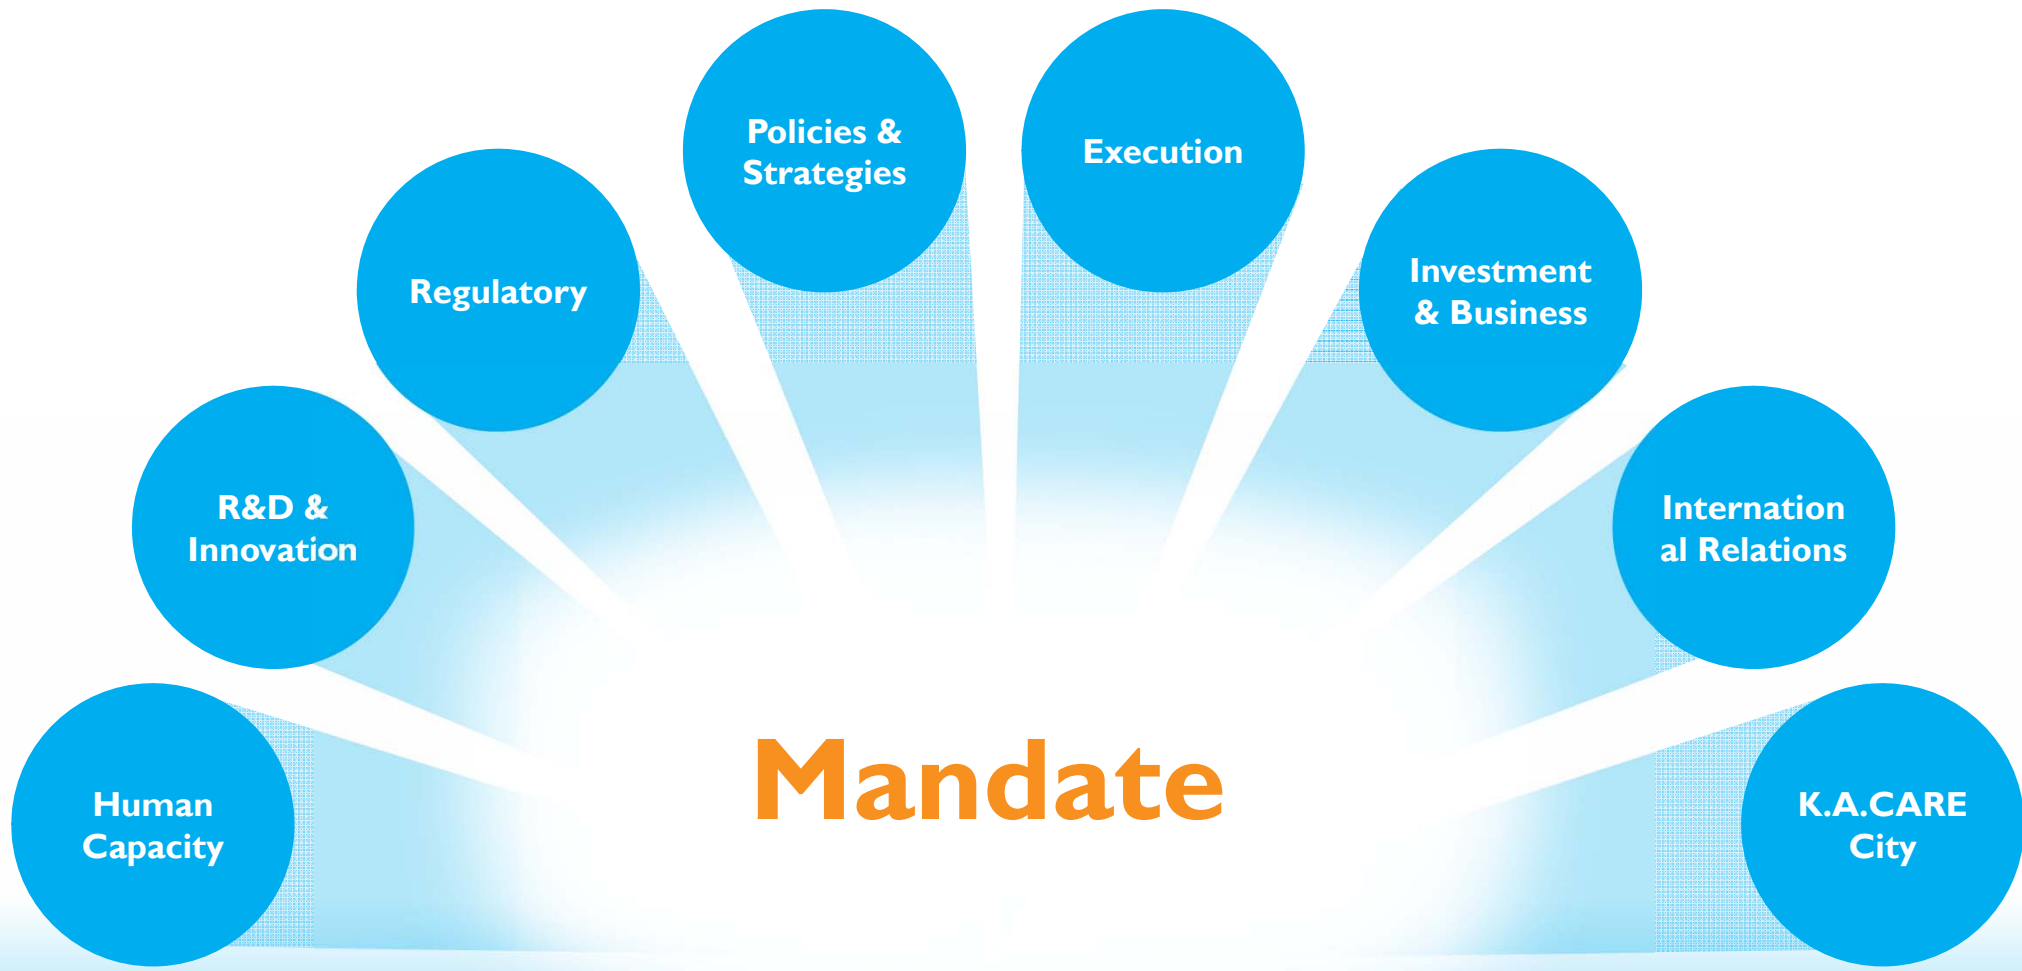 Policies &
Strategies
Execution
Regulatory
Investment
& Business
R&D &
Innovation
Internation
al Relations
Mandate
Human
Capacity
K.A.CARE
City